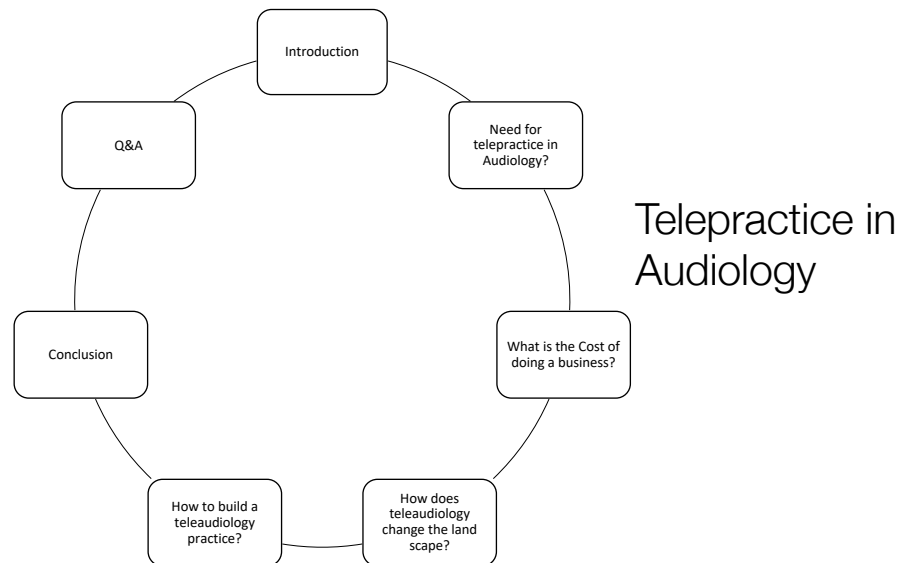 Introduction
Need for
telepractice in
Audiology?
What is the Cost of
doing a business?
How does
teleaudiology
change the land
scape?
How to build a
teleaudiology
practice?
Conclusion
Q&A
Telepractice in
Audiology